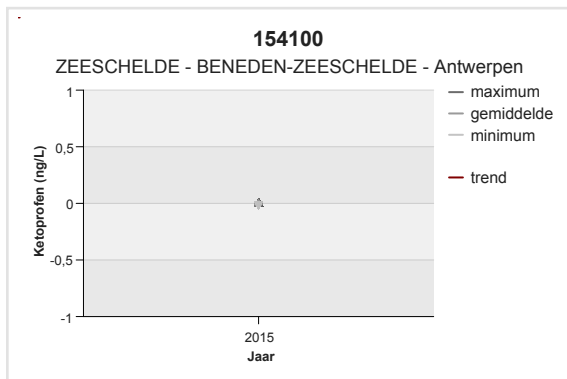 154100
ZEESCHELDE - BENEDEN-ZEESCHELDE - Antwerpen
maximum
gemiddelde
minimum
trend
Ketoprofen (ng/L)
1
0,5
0
-0,5
-1
2015
Jaar